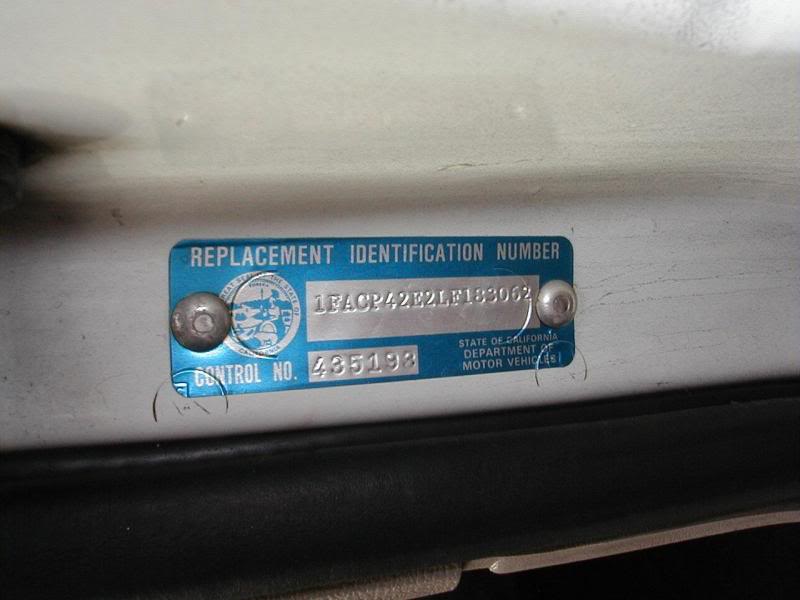 REPLACEMENT IDENTIFICATION NUMBER
1FACP42E2LF183062
CONTROL NO. 435198
STATE OF CALIFORNIA
DEPARTMENT OF
MOTOR VEHICLES